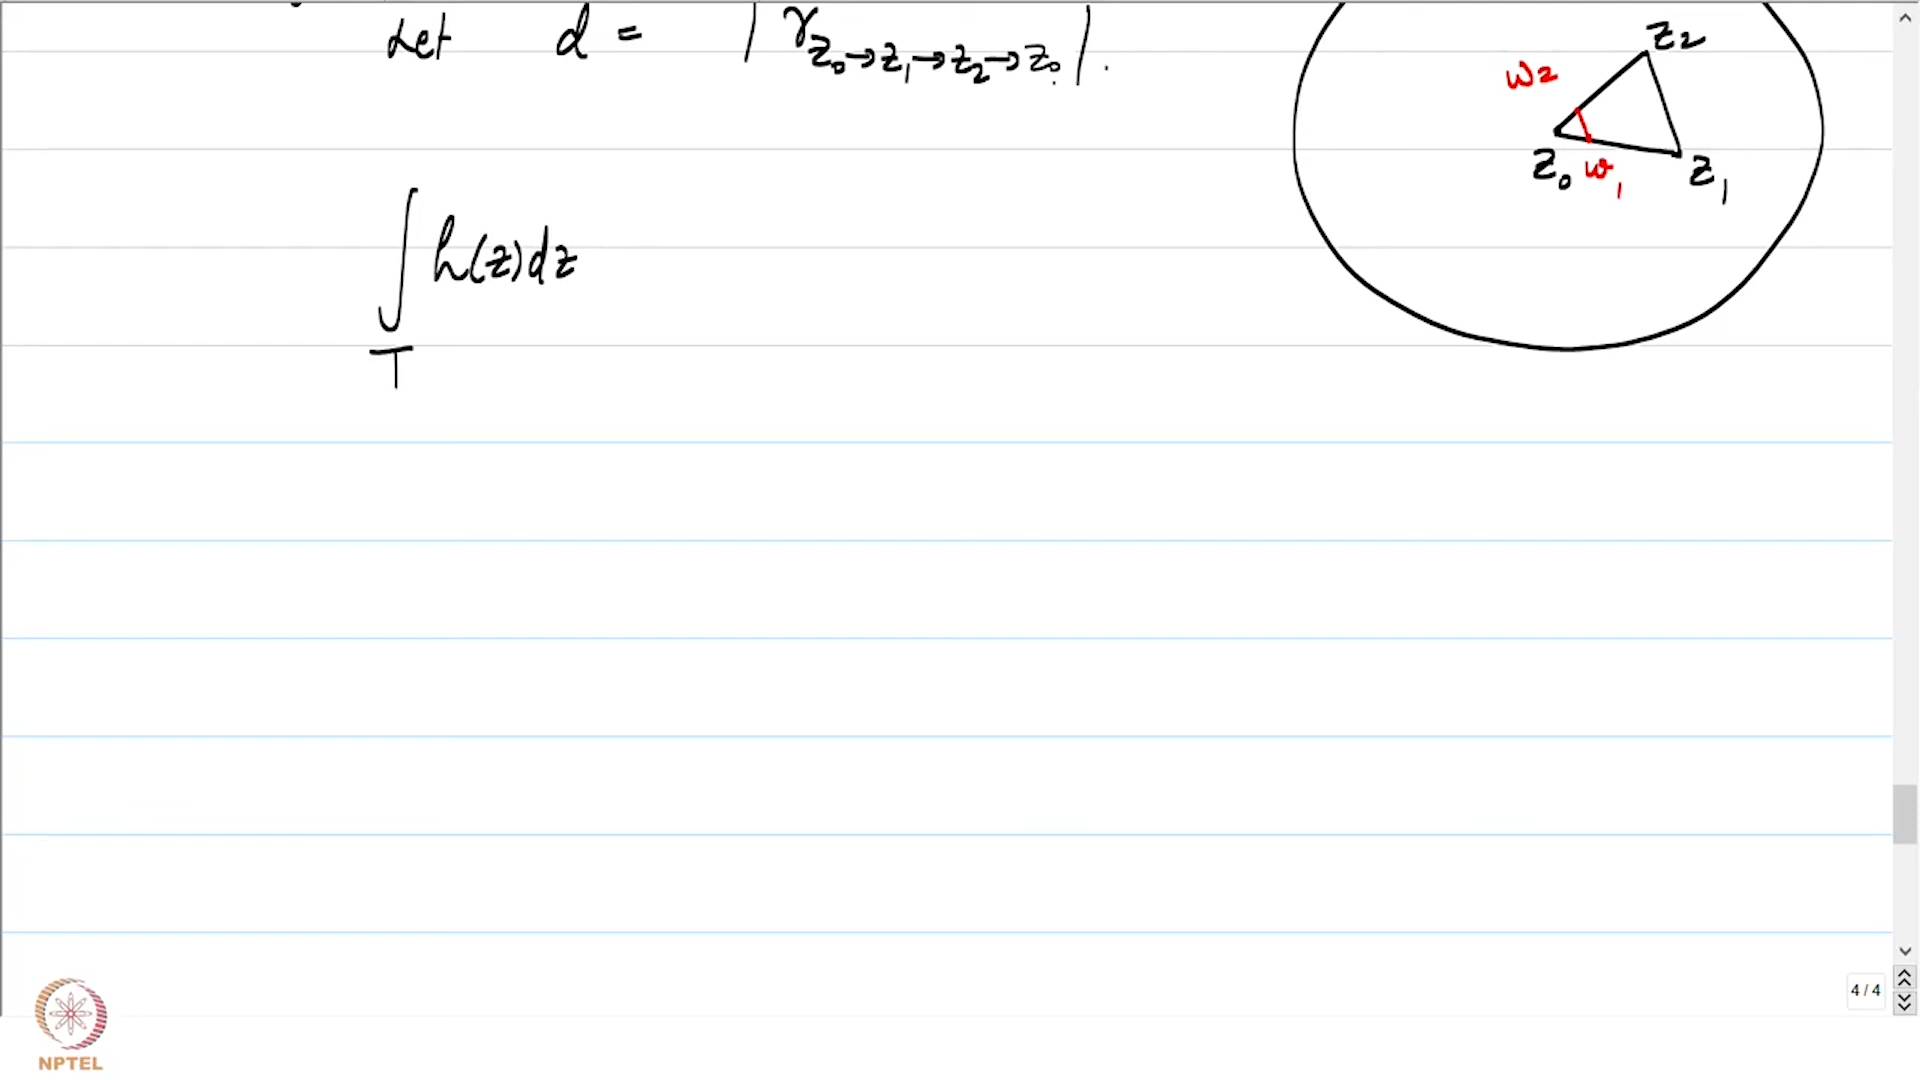 Let d = |γ_{z₀→z₁→z₂→z₀}|.
z₂
w₂
z₀ w₁ z₁
∫_T h(z)dz
4 / 4
NPTEL